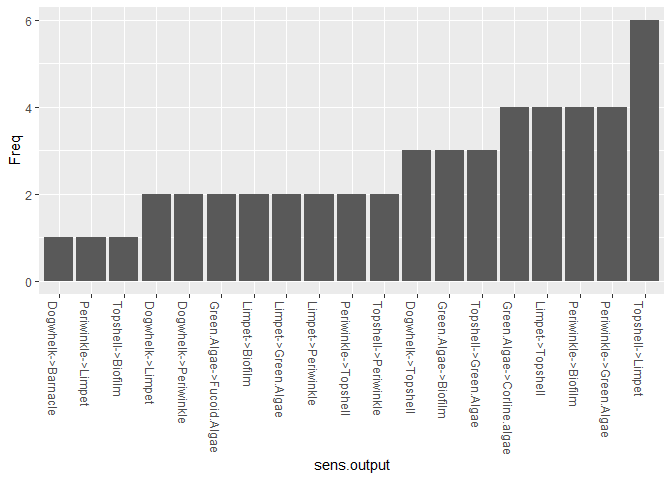 6
4
2
0
Freq
Dogwhelk->Barnacle
Periwinkle->Limpet
Topshell->Biofilm
Dogwhelk->Limpet
Dogwhelk->Periwinkle
Green.Algae->Fucoid.Algae
Limpet->Biofilm
Limpet->Green.Algae
Limpet->Periwinkle
Periwinkle->Topshell
Topshell->Periwinkle
Dogwhelk->Topshell
Green.Algae->Biofilm
Topshell->Green.Algae
Green.Algae->Corline.algae
Limpet->Topshell
Periwinkle->Biofilm
Periwinkle->Green.Algae
Topshell->Limpet
sens.output